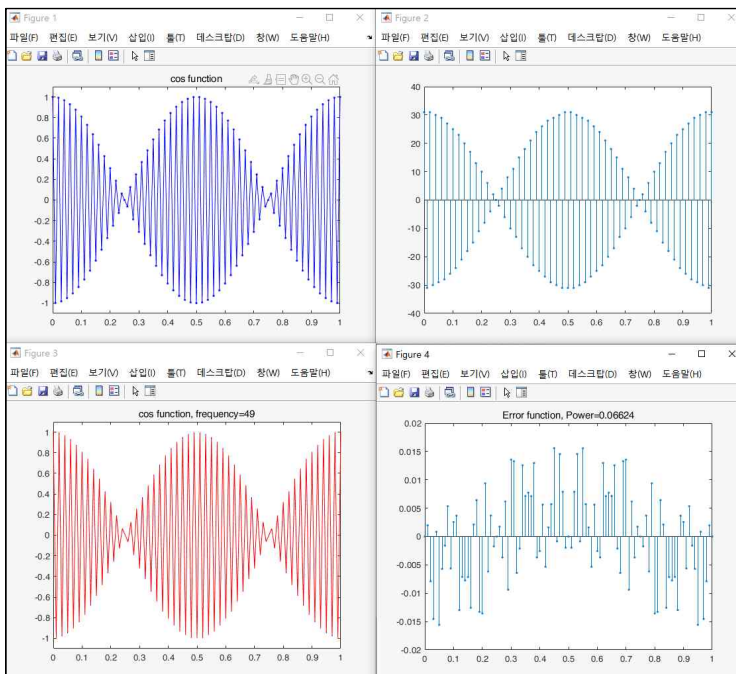 Figure 1
파일(F) 편집(E) 보기(V) 삽입(I) 툴(T) 데스크탑(D) 창(W) 도움말(H)
cos function
1
0.8
0.6
0.4
0.2
0
-0.2
-0.4
-0.6
-0.8
-1
0 0.1 0.2 0.3 0.4 0.5 0.6 0.7 0.8 0.9 1
Figure 2
파일(F) 편집(E) 보기(V) 삽입(I) 툴(T) 데스크탑(D) 창(W) 도움말(H)
40
30
20
10
0
-10
-20
-30
-40
0 0.1 0.2 0.3 0.4 0.5 0.6 0.7 0.8 0.9 1
Figure 3
파일(F) 편집(E) 보기(V) 삽입(I) 툴(T) 데스크탑(D) 창(W) 도움말(H)
cos function, frequency=49
1
0.8
0.6
0.4
0.2
0
-0.2
-0.4
-0.6
-0.8
-1
0 0.1 0.2 0.3 0.4 0.5 0.6 0.7 0.8 0.9 1
Figure 4
파일(F) 편집(E) 보기(V) 삽입(I) 툴(T) 데스크탑(D) 창(W) 도움말(H)
Error function, Power=0.06624
0.02
0.015
0.01
0.005
0
-0.005
-0.01
-0.015
-0.02
0 0.1 0.2 0.3 0.4 0.5 0.6 0.7 0.8 0.9 1